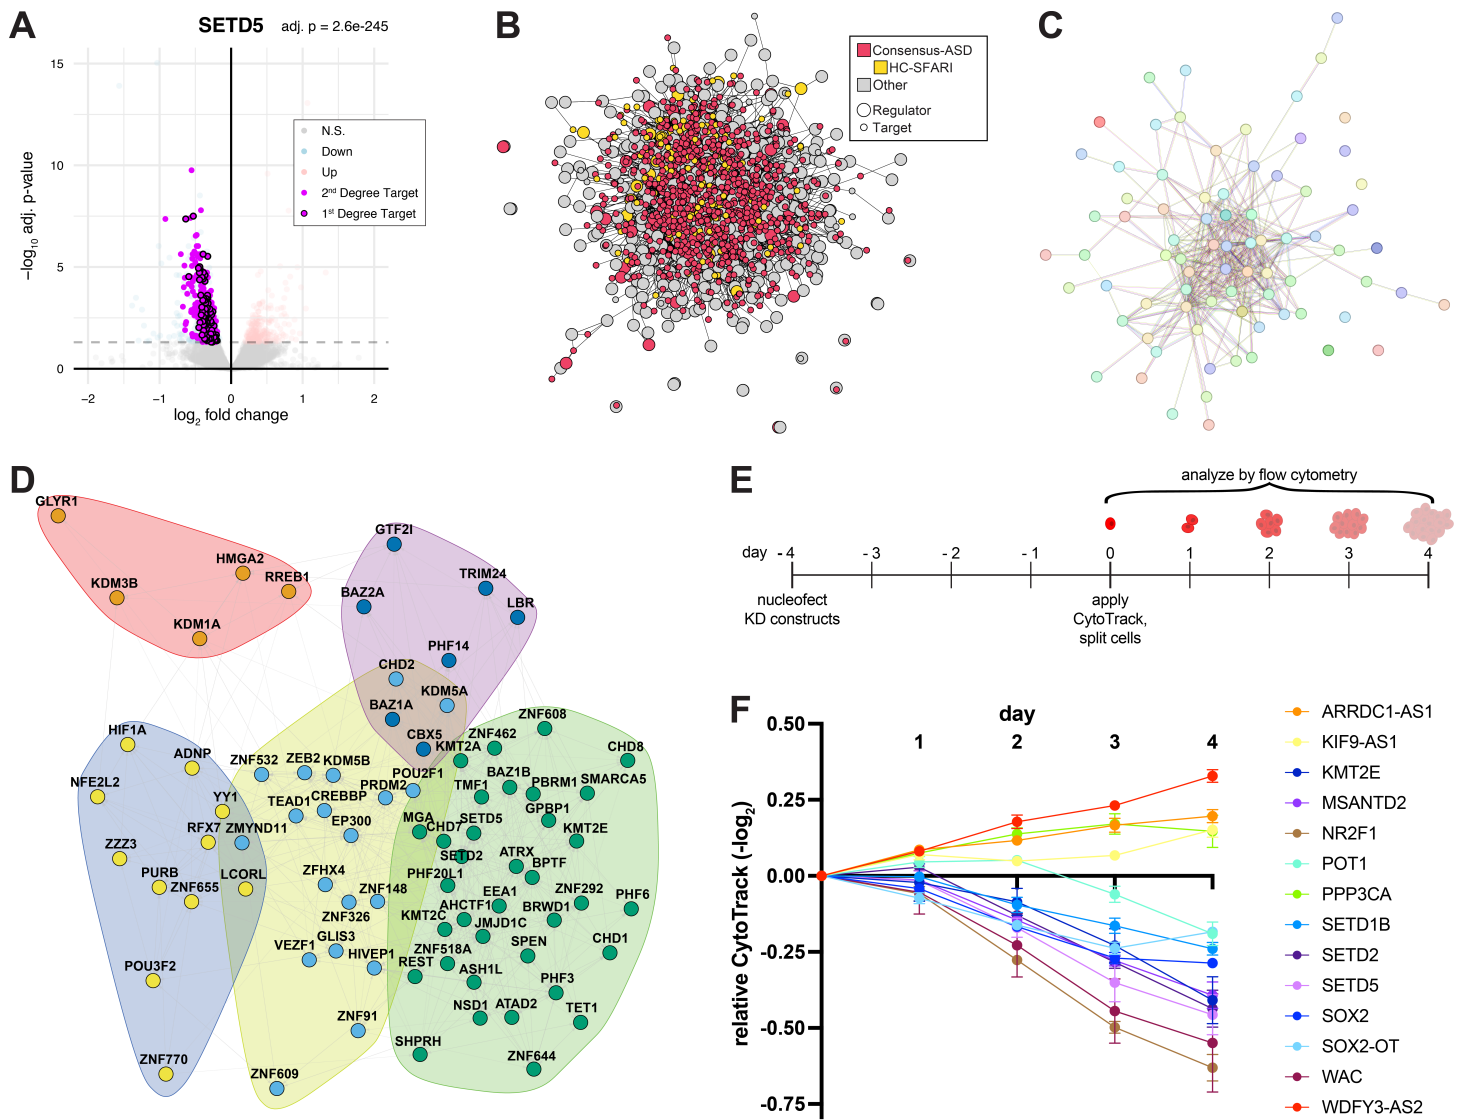 A
SETD5 adj. p = 2.6e-245
15
10
5
0
−log10 adj. p-value
−2 −1 0 1 2
log2 fold change
N.S.
Down
Up
2nd Degree Target
1st Degree Target
B
Consensus-ASD
HC-SFARI
Other
Regulator
Target
C
D
GLYR1
HMGA2
RREB1
KDM3B
KDM1A
GTF2I
TRIM24
BAZ2A
LBR
PHF14
CHD2
KDM5A
BAZ1A
CBX5
HIF1A
ADNP
NFE2L2
YY1
RFX7
ZMYND11
ZZZ3
PURB
ZNF655
LCORL
POU3F2
ZNF770
ZNF532
ZEB2
KDM5B
PRDM2
POU2F1
TEAD1
CREBBP
EP300
ZFHX4
ZNF148
ZNF326
GLIS3
VEZF1
HIVEP1
ZNF91
ZNF609
ZNF608
ZNF462
KMT2A
CHD8
BAZ1B
PBRM1
SMARCA5
TMF1
GPBP1
MGA
CHD7
SETD5
KMT2E
SETD2
ATRX
BPTF
PHF20L1
EEA1
ZNF292
PHF6
AHCTF1
BRWD1
KMT2C
JMJD1C
ZNF518A
SPEN
CHD1
REST
ASH1L
PHF3
NSD1
ATAD2
TET1
SHPRH
ZNF644
E
analyze by flow cytometry
day -4 -3 -2 -1 0 1 2 3 4
nucleofect
KD constructs
apply
CytoTrack,
split cells
F
day
1 2 3 4
0.50
0.25
0.00
-0.25
-0.50
-0.75
relative CytoTrack (-log2)
ARRDC1-AS1
KIF9-AS1
KMT2E
MSANTD2
NR2F1
POT1
PPP3CA
SETD1B
SETD2
SETD5
SOX2
SOX2-OT
WAC
WDFY3-AS2